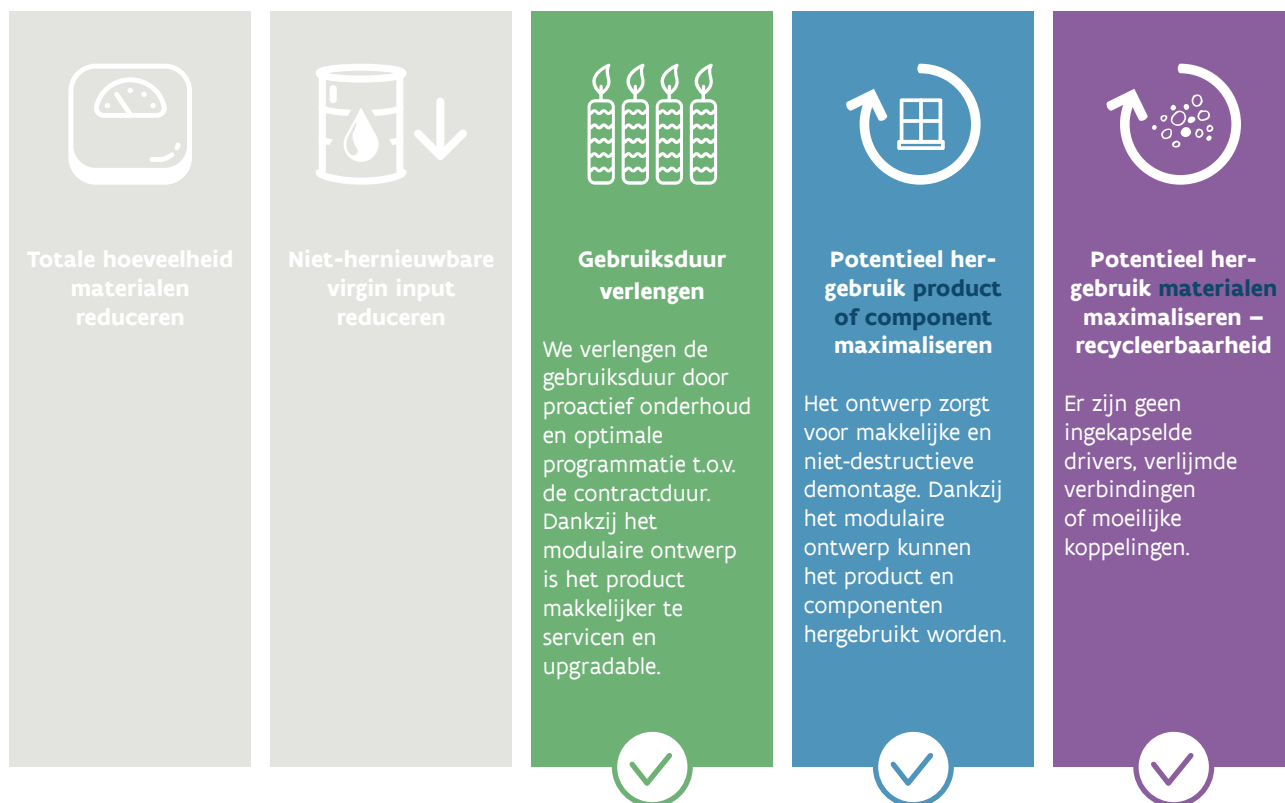 Totale hoeveelheid
materialen
reduceren
Niet-hernieuwbare
virgin input
reduceren
Gebruiksduur
verlengen
We verlengen de
gebruiksduur door
proactief onderhoud
en optimale
programmatie t.o.v.
de contractduur.
Dankzij het
modulaire ontwerp
is het product
makkelijker te
servicen en
upgradable.
Potentieel her-
gebruik product
of component
maximaliseren
Het ontwerp zorgt
voor makkelijke en
niet-destructieve
demontage. Dankzij
het modulaire
ontwerp kunnen
het product en
componenten
hergebruikt worden.
Potentieel her-
gebruik materialen
maximaliseren –
recycleerbaarheid
Er zijn geen
ingekapselde
drivers, verlijmde
verbindingen
of moeilijke
koppelingen.